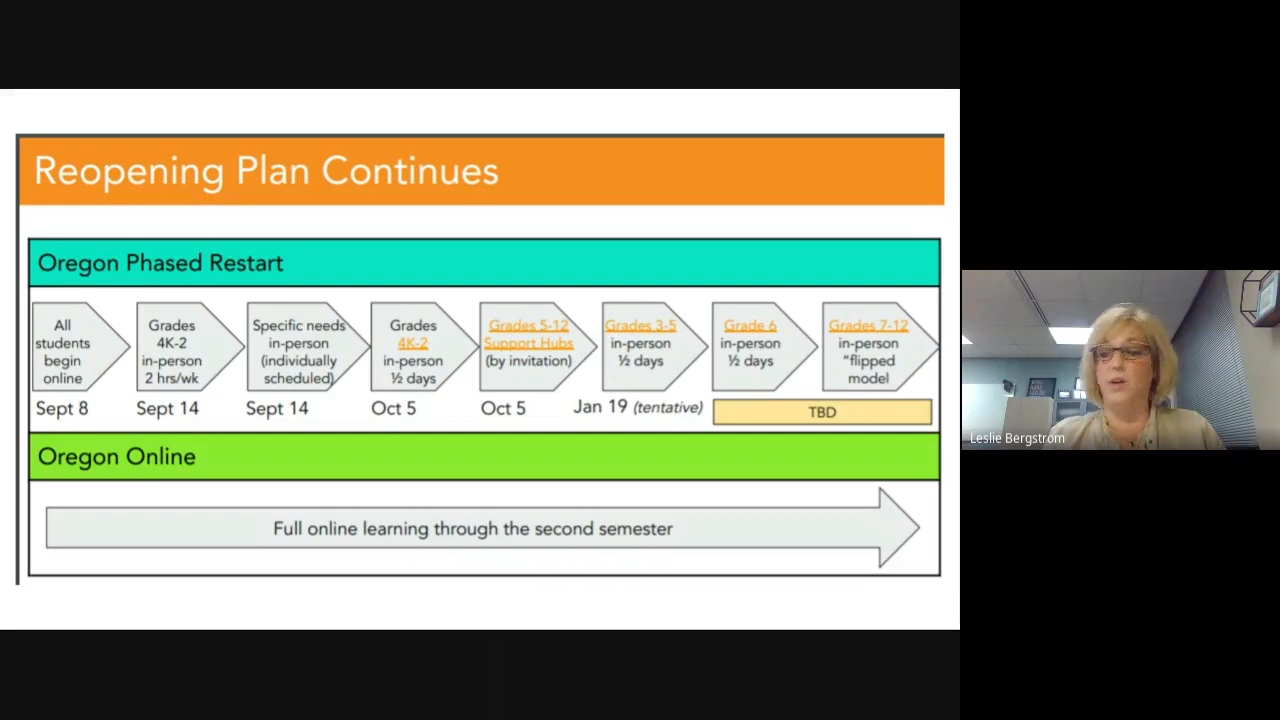 Reopening Plan Continues
Oregon Phased Restart
All
students
begin
online
Sept 8
Grades
4K-2
in-person
2 hrs/wk
Sept 14
Specific needs
in-person
(individually
scheduled)
Sept 14
Grades
4K-2
in-person
½ days
Oct 5
Grades 5-12
Support Hubs
(by invitation)
Oct 5
Grades 3-5
in-person
½ days
Jan 19 (tentative)
Grade 6
in-person
½ days
Grades 7-12
in-person
“flipped
model
TBD
Oregon Online
Full online learning through the second semester
Leslie Bergstrom